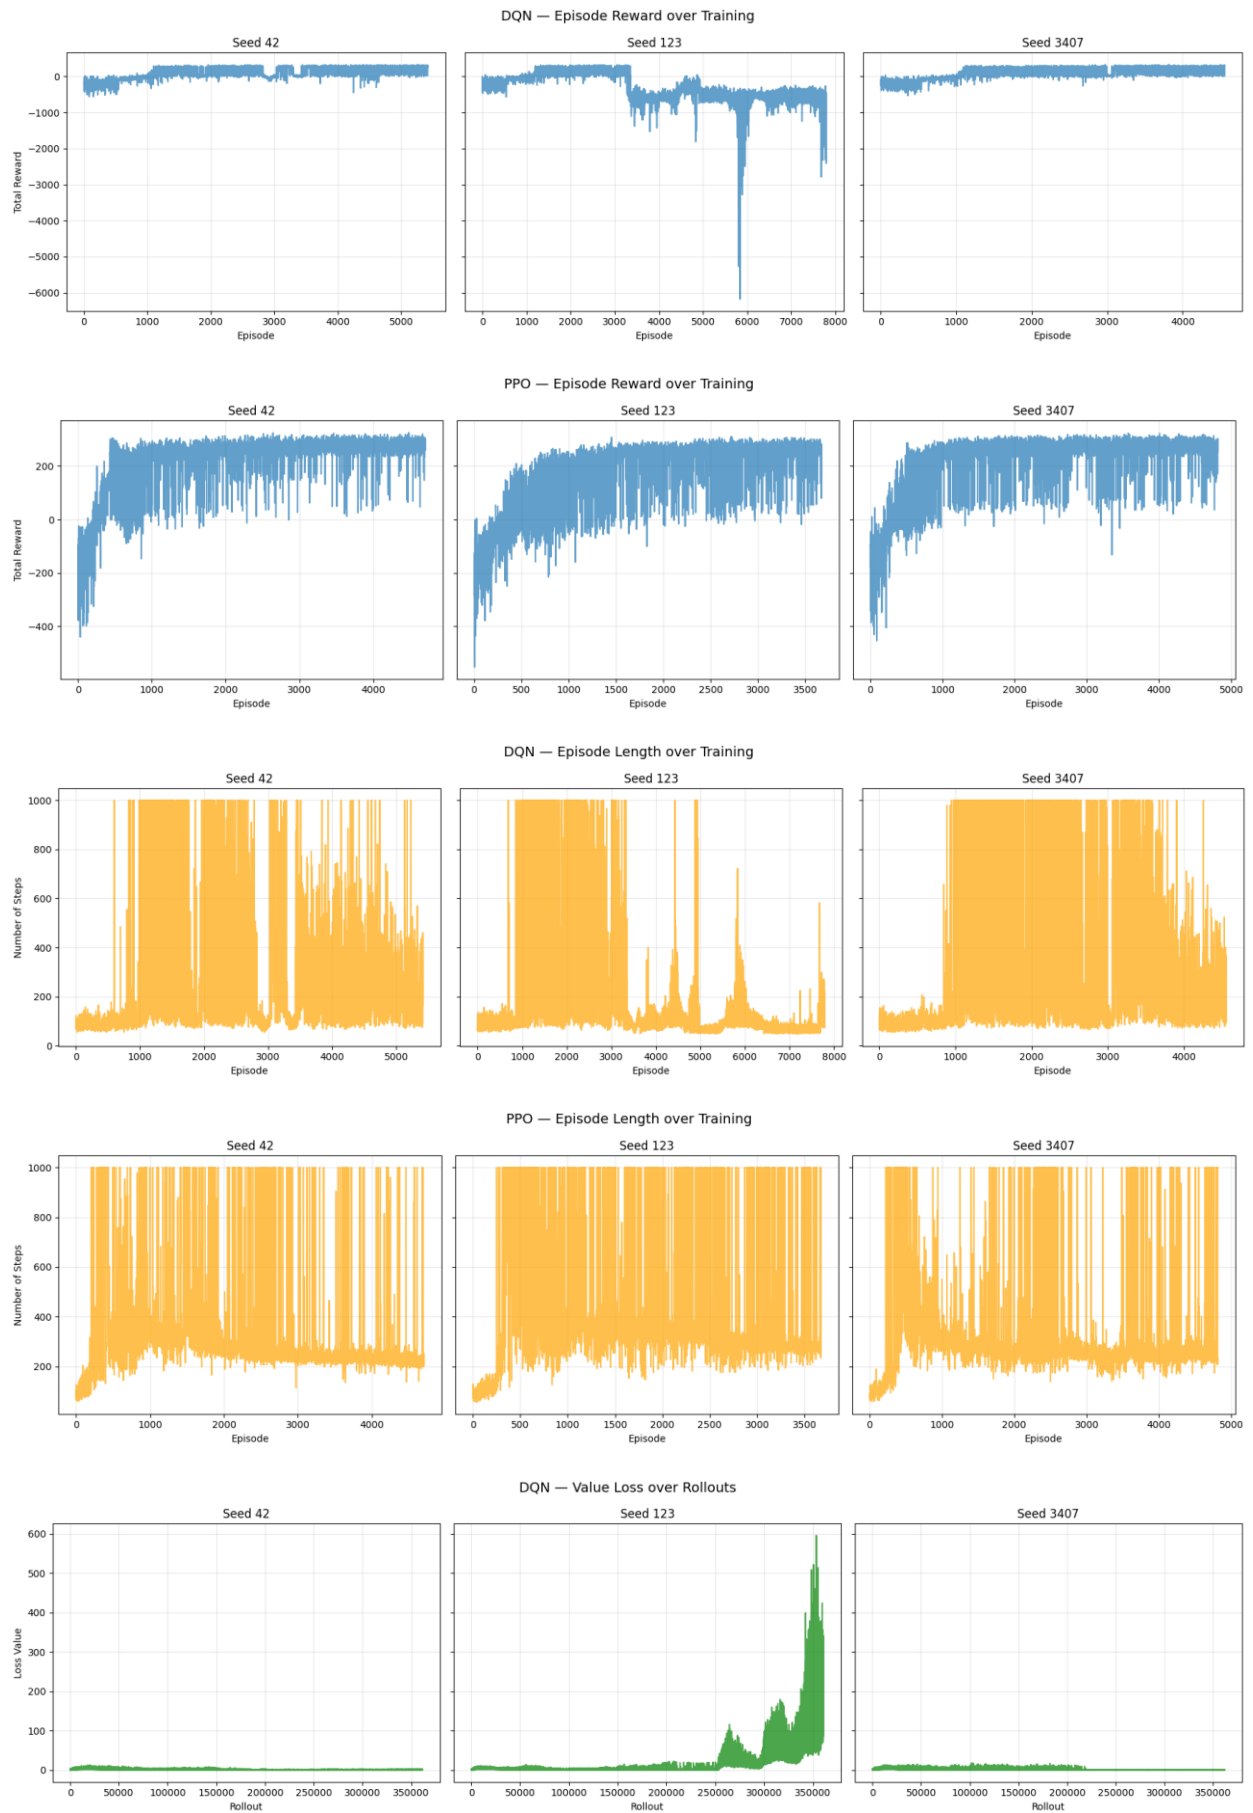 DQN — Episode Reward over Training
Seed 42 Seed 123 Seed 3407
0
−1000
−2000
−3000
−4000
−5000
−6000
Total Reward
0 1000 2000 3000 4000 5000 0 1000 2000 3000 4000 5000 6000 7000 8000 0 1000 2000 3000 4000
Episode Episode Episode
PPO — Episode Reward over Training
Seed 42 Seed 123 Seed 3407
200
0
−200
−400
Total Reward
0 1000 2000 3000 4000 0 500 1000 1500 2000 2500 3000 3500 0 1000 2000 3000 4000 5000
Episode Episode Episode
DQN — Episode Length over Training
Seed 42 Seed 123 Seed 3407
1000
800
600
400
200
0
Number of Steps
0 1000 2000 3000 4000 5000 0 1000 2000 3000 4000 5000 6000 7000 8000 0 1000 2000 3000 4000
Episode Episode Episode
PPO — Episode Length over Training
Seed 42 Seed 123 Seed 3407
1000
800
600
400
200
Number of Steps
0 1000 2000 3000 4000 0 500 1000 1500 2000 2500 3000 3500 0 1000 2000 3000 4000 5000
Episode Episode Episode
DQN — Value Loss over Rollouts
Seed 42 Seed 123 Seed 3407
600
500
400
300
200
100
0
Loss Value
0 50000 100000 150000 200000 250000 300000 350000 0 50000 100000 150000 200000 250000 300000 350000 0 50000 100000 150000 200000 250000 300000 350000
Rollout Rollout Rollout